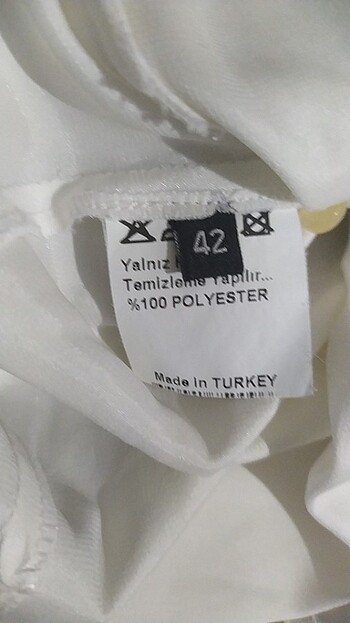 42
Yalnız
Temizleme Yapılır...
%100 POLYESTER
Made in TURKEY